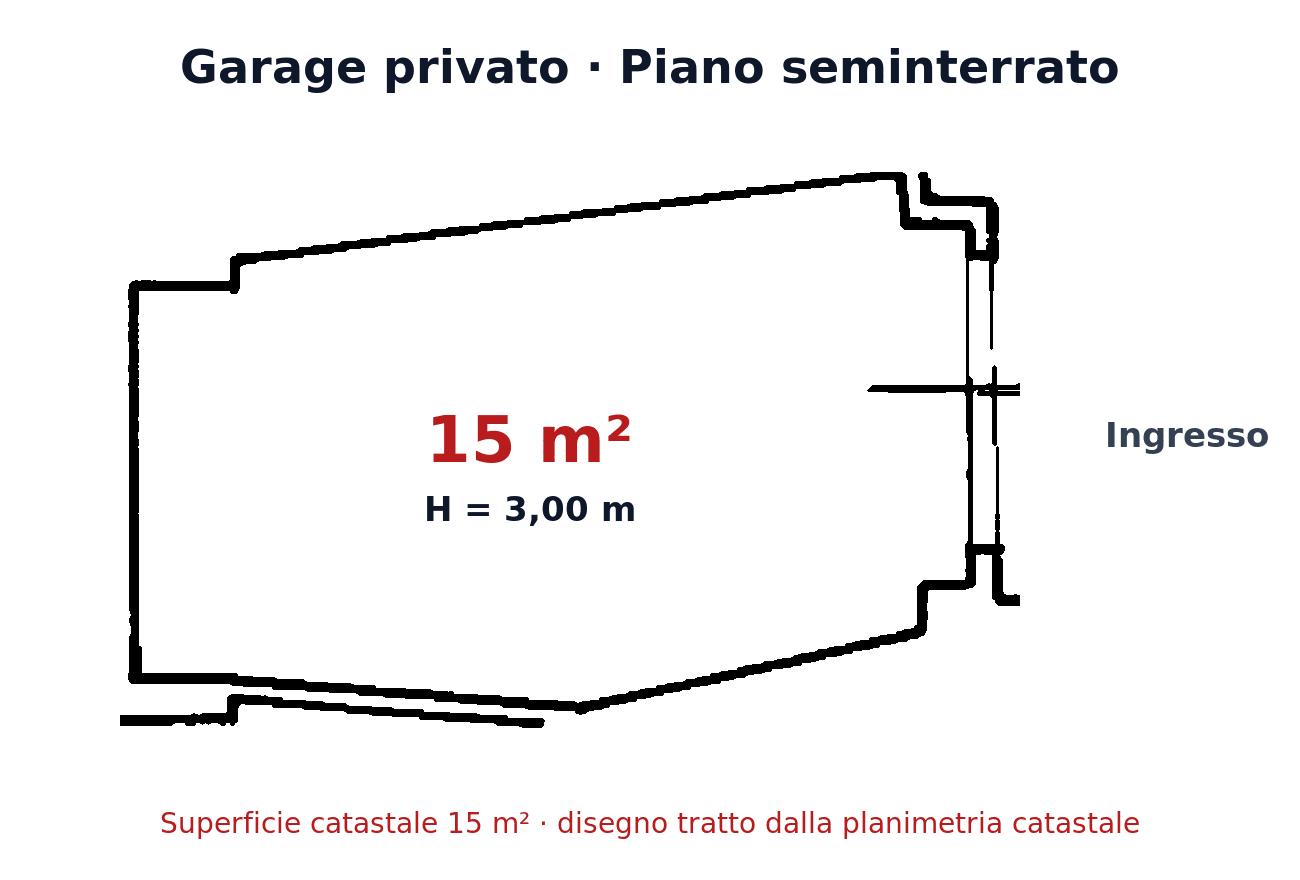 Garage privato · Piano seminterrato
15 m²
H = 3,00 m
Ingresso
Superficie catastale 15 m² · disegno tratto dalla planimetria catastale